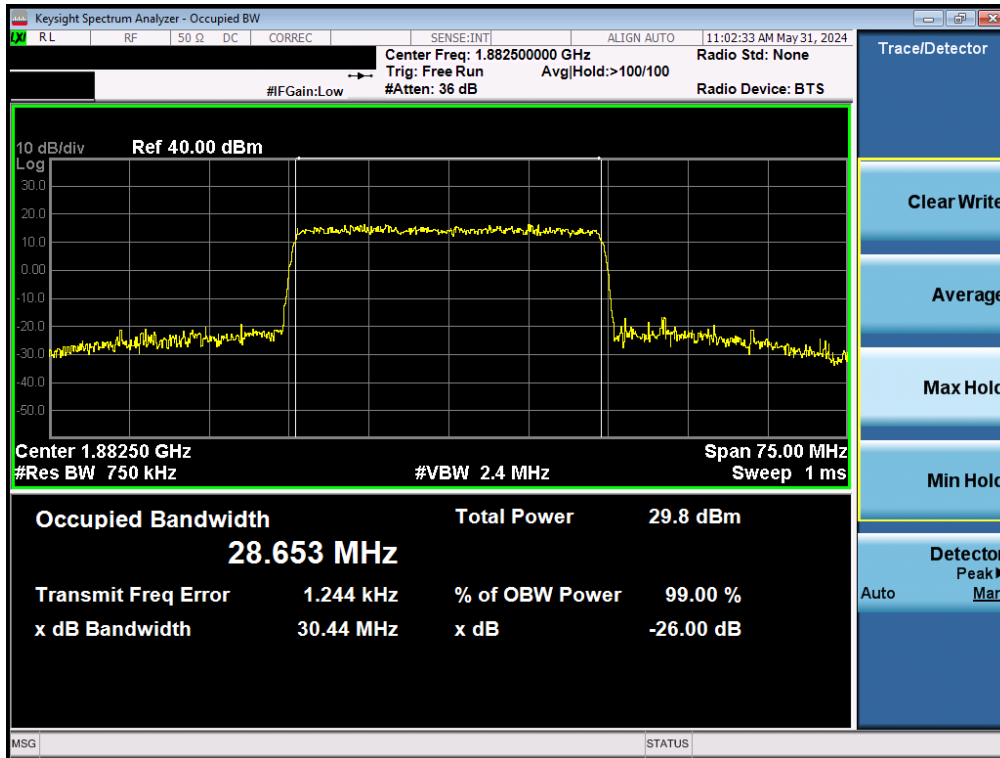 Keysight Spectrum Analyzer - Occupied BW
LXI RL RF 50 Ω DC CORREC SENSE:INT ALIGN AUTO 11:02:33 AM May 31, 2024
Center Freq: 1.882500000 GHz Radio Std: None
Trig: Free Run Avg|Hold:>100/100
#IFGain:Low #Atten: 36 dB Radio Device: BTS
10 dB/div Ref 40.00 dBm
Log
30.0
20.0
10.0
0.00
-10.0
-20.0
-30.0
-40.0
-50.0
Center 1.88250 GHz Span 75.00 MHz
#Res BW 750 kHz #VBW 2.4 MHz Sweep 1 ms
Occupied Bandwidth Total Power 29.8 dBm
28.653 MHz
Transmit Freq Error 1.244 kHz % of OBW Power 99.00 %
x dB Bandwidth 30.44 MHz x dB -26.00 dB
MSG STATUS
Trace/Detector
Clear Write
Average
Max Hold
Min Hold
Detector
Peak
Auto Man